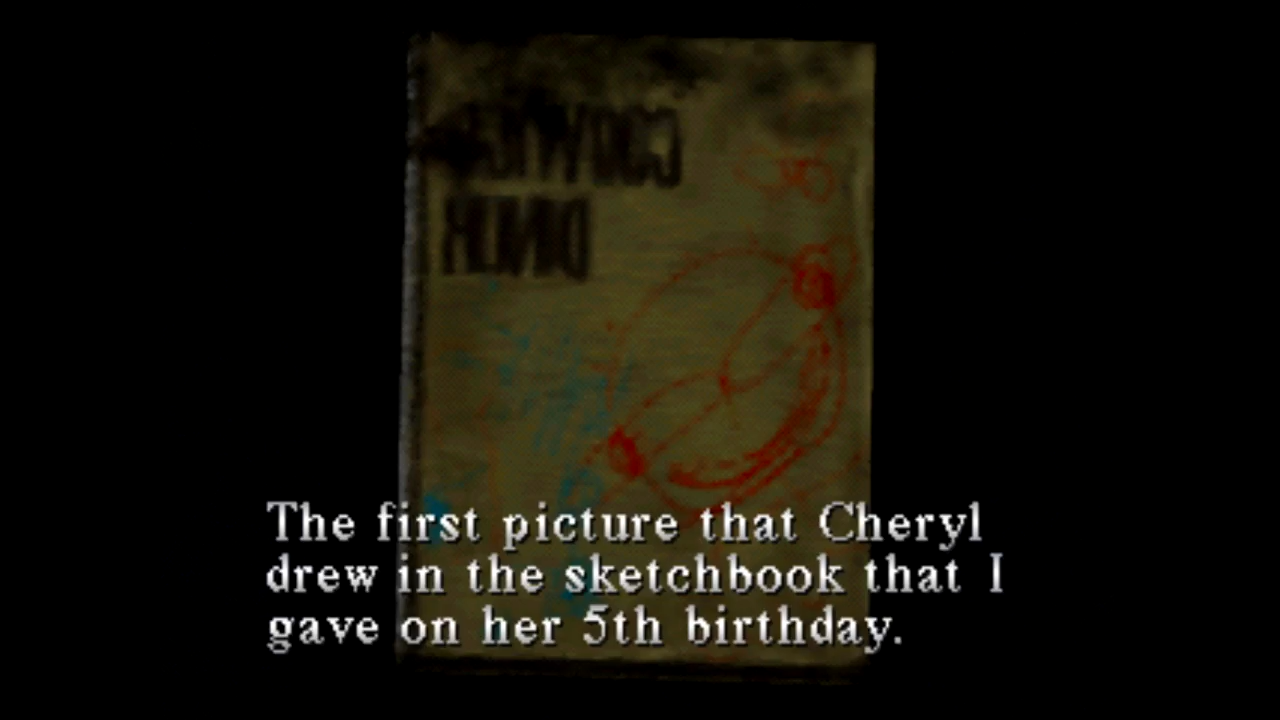 The first picture that Cheryl
drew in the sketchbook that I
gave on her 5th birthday.